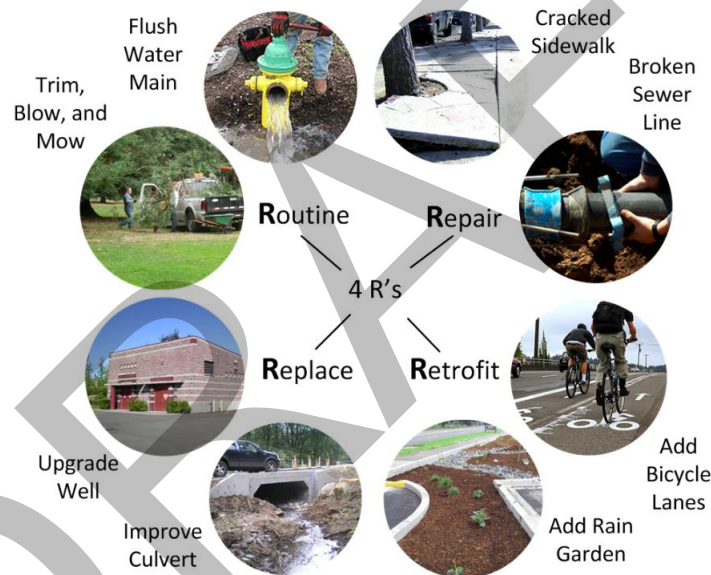 Flush
Water
Main
Cracked
Sidewalk
Trim,
Blow, and
Mow
Broken
Sewer
Line
Routine
Repair
4 R's
Replace
Retrofit
Upgrade
Well
Improve
Culvert
Add Rain
Garden
Add
Bicycle
Lanes
DRAFT